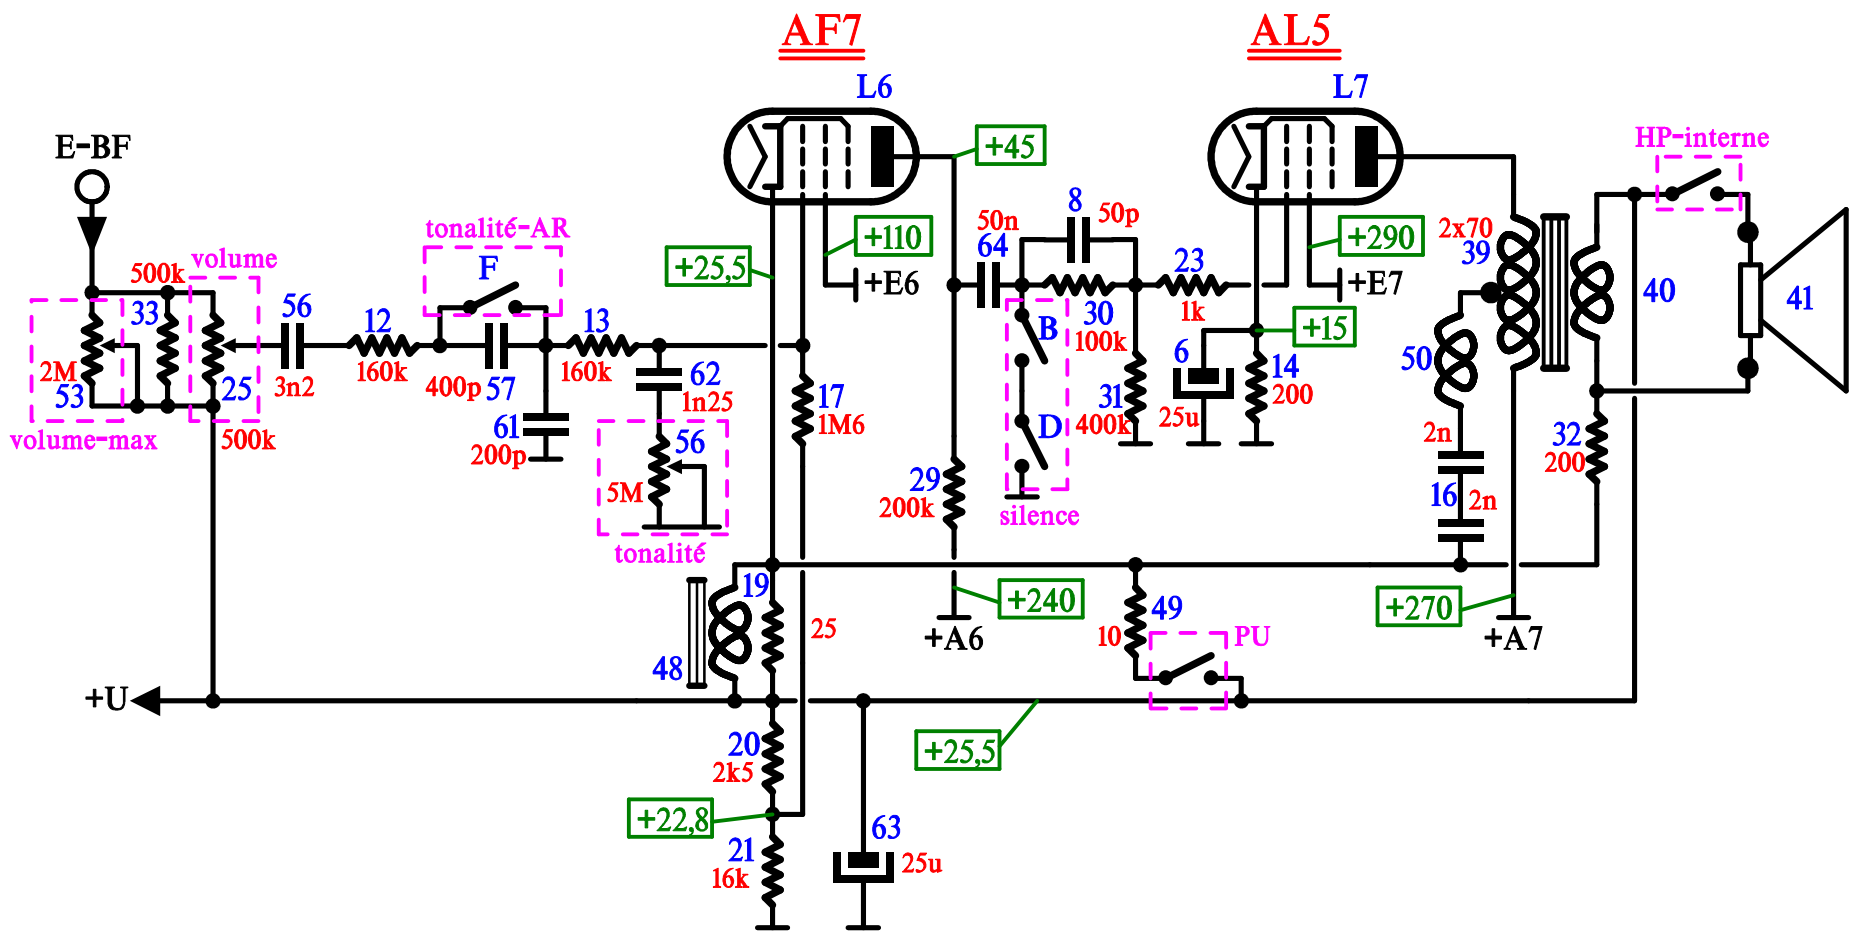 AF7
AL5
L6
L7
E-BF
HP-interne
+45
8
50n
50p
tonalité-AR
+110
+290
2x70
39
volume
+25,5
64
23
500k
F
+E6
+E7
40
41
56
33
12
13
B
30
1k
+15
100k
6
14
50
2M
53
25
3n2
160k
400p
57
160k
62
1n25
17
31
25u
200
volume-max
500k
61
200p
56
1M6
D
400k
2n
32
200
5M
29
200k
16
2n
silence
tonalité
19
+240
49
+270
25
10
PU
+A6
+A7
48
+U
20
2k5
+25,5
+22,8
63
21
16k
25u